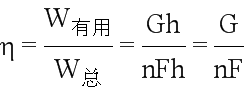 η = W有用 / W总 = Gh / nFh = G / nF